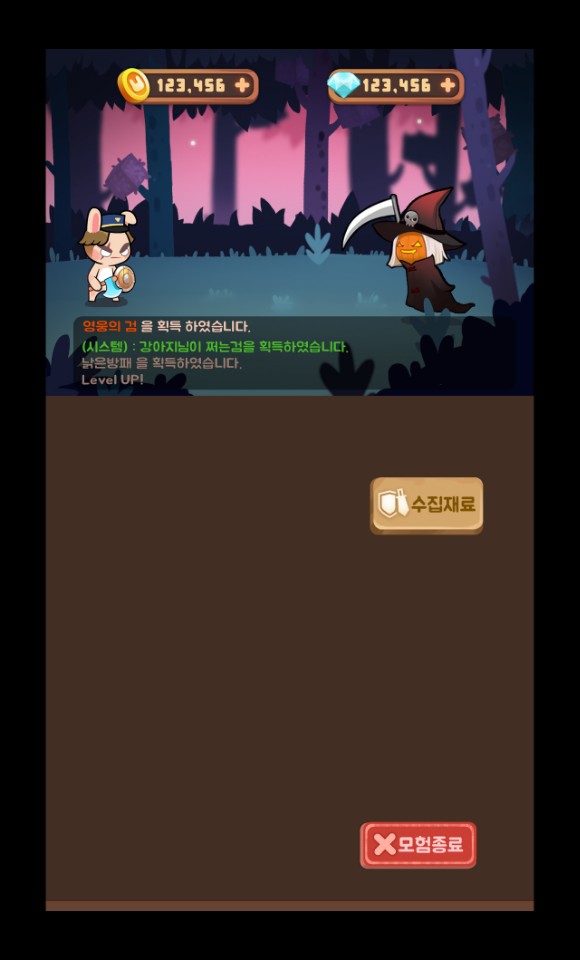 123,456
123,456
영웅의 검 을 획득 하였습니다.
(시스템) : 강아지님이 쩌는검을 획득하였습니다.
낡은방패 을 획득하였습니다.
Level UP!
수집재료
모험종료